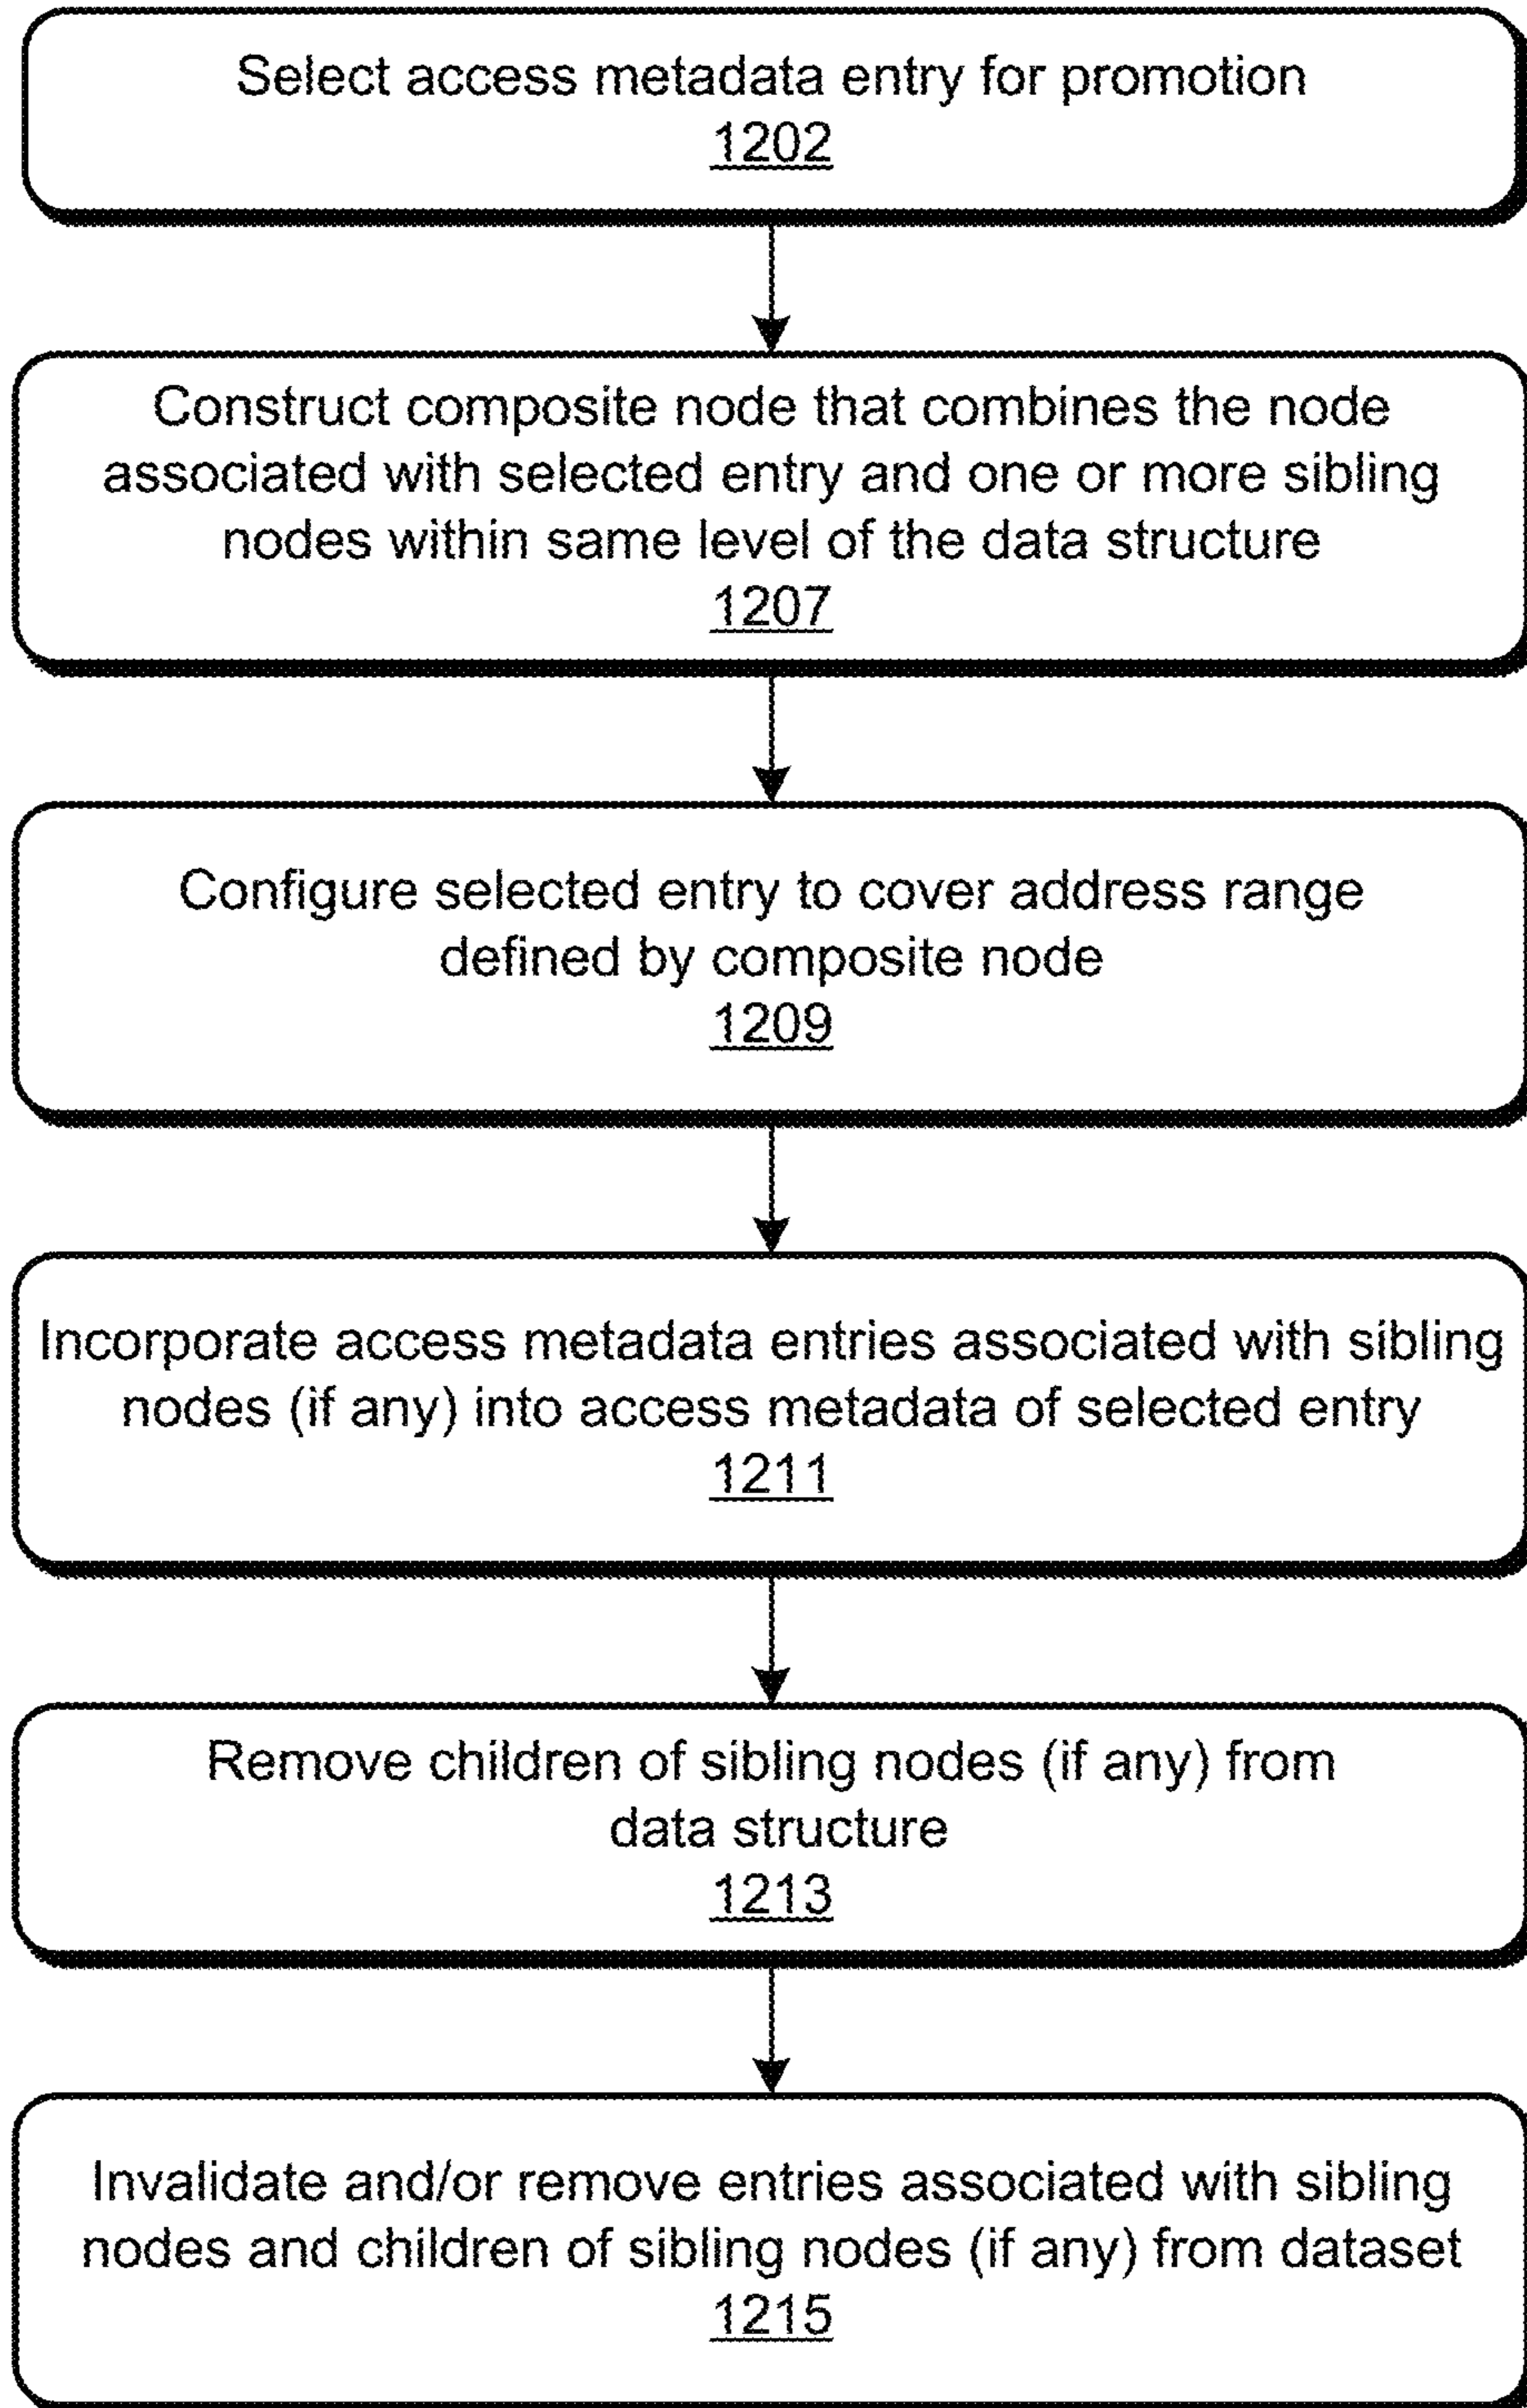 Select access metadata entry for promotion
1202
Construct composite node that combines the node
associated with selected entry and one or more sibling
nodes within same level of the data structure
1207
Configure selected entry to cover address range
defined by composite node
1209
Incorporate access metadata entries associated with sibling
nodes (if any) into access metadata of selected entry
1211
Remove children of sibling nodes (if any) from
data structure
1213
Invalidate and/or remove entries associated with sibling
nodes and children of sibling nodes (if any) from dataset
1215